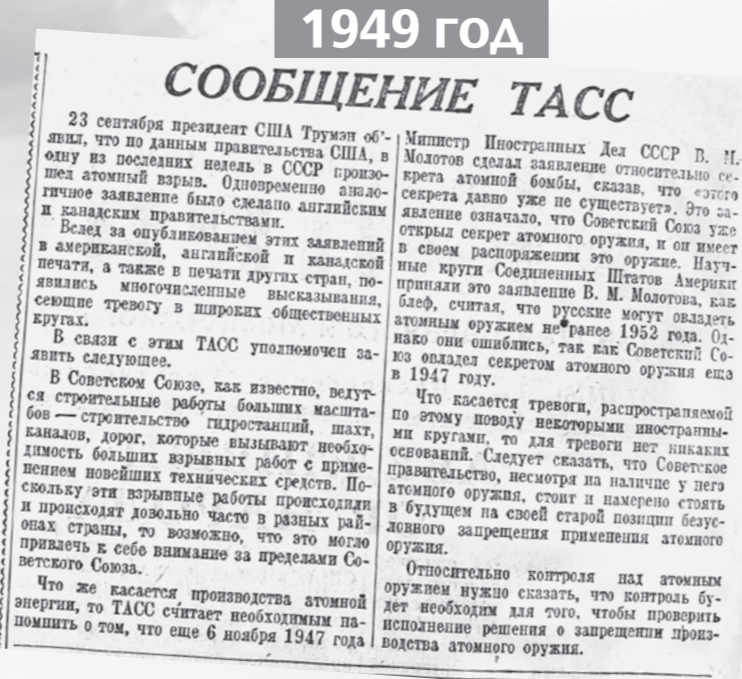 1949 год
СООБЩЕНИЕ ТАСС
23 сентября президент США Трумэн об'-
явил, что по данным правительства США, в
одну из последних недель в СССР произо-
шел атомный взрыв. Одновременно анало-
гичное заявление было сделано английским
и канадским правительствами.
Вслед за опубликованием этих заявлений
в американской, английской и канадской
печати, а также в печати других стран, по-
явились многочисленные высказывания,
сеющие тревогу в широких общественных
кругах.
В связи с этим ТАСС уполномочен за-
явить следующее.
В Советском Союзе, как известно, ведут-
ся строительные работы больших масшта-
бов — строительство гидростанций, шахт,
каналов, дорог, которые вызывают необхо-
димость больших взрывных работ с приме-
нением новейших технических средств. По-
скольку эти взрывные работы происходили
и происходят довольно часто в разных рай-
онах страны, то возможно, что это могло
привлечь к себе внимание за пределами Со-
ветского Союза.
Что же касается производства атомной
энергии, то ТАСС считает необходимым на-
помнить о том, что еще 6 ноября 1947 года
Министр Иностранных Дел СССР В. М.
Молотов сделал заявление относительно се-
крета атомной бомбы, сказав, что «этого
секрета давно уже не существует». Это за-
явление означало, что Советский Союз уже
открыл секрет атомного оружия, и он имеет
в своем распоряжении это оружие. Науч-
ные круги Соединенных Штатов Америки
приняли это заявление В. М. Молотова, как
блеф, считая, что русские могут овладеть
атомным оружием не ранее 1952 года. Од-
нако они ошиблись, так как Советский Со-
юз овладел секретом атомного оружия еще
в 1947 году.
Что касается тревоги, распространяемой
по этому поводу некоторыми иностранны-
ми кругами, то для тревоги нет никаких
оснований. Следует сказать, что Советское
правительство, несмотря на наличие у него
атомного оружия, стоит и намерено стоять
в будущем на своей старой позиции безус-
ловного запрещения применения атомного
оружия.
Относительно контроля над атомным
оружием нужно сказать, что контроль бу-
дет необходим для того, чтобы проверить
исполнение решения о запрещении произ-
водства атомного оружия.